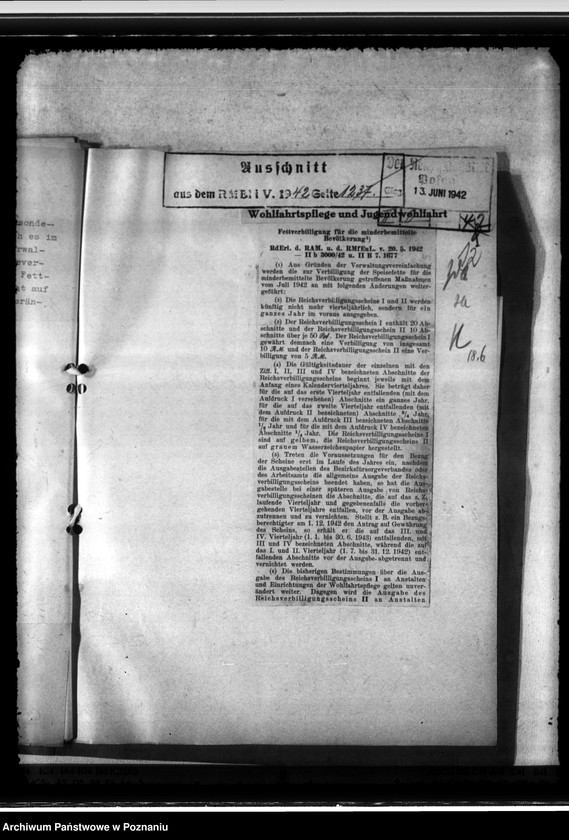 sonde-
es im
rwal-
ver-
Fett-
auf
erän-
Ausschnitt
aus dem RMBliV. 1942 Seite 1237.
Posen
13. JUNI 1942
Wohlfahrtspflege und Jugendwohlfahrt
Fettverbilligung für die minderbemittelte
Bevölkerung¹)
RdErl. d. RAM. u. d. RMfEuL. v. 20. 5. 1942
— II b 3000/42 u. II B 7. 1677
(1) Aus Gründen der Verwaltungsvereinfachung
werden die zur Verbilligung der Speisefette für die
minderbemittelte Bevölkerung getroffenen Maßnahmen
vom Juli 1942 an mit folgenden Änderungen weiter-
geführt:
(2) Die Reichsverbilligungsscheine I und II werden
künftig nicht mehr vierteljährlich, sondern für ein
ganzes Jahr im voraus ausgegeben.
(3) Der Reichsverbilligungsschein I enthält 20 Ab-
schnitte und der Reichsverbilligungsschein II 10 Ab-
schnitte über je 50 Rpf. Der Reichsverbilligungsschein I
gewährt demnach eine Verbilligung von insgesamt
10 RM und der Reichsverbilligungsschein II eine Ver-
billigung von 5 RM.
(4) Die Gültigkeitsdauer der einzelnen mit den
Ziff. I, II, III und IV bezeichneten Abschnitte der
Reichsverbilligungsscheine beginnt jeweils mit dem
Anfang eines Kalendervierteljahres. Sie beträgt daher
für die auf das erste Vierteljahr entfallenden (mit dem
Aufdruck I versehenen) Abschnitte ein ganzes Jahr,
für die auf das zweite Vierteljahr entfallenden (mit
dem Aufdruck II bezeichneten) Abschnitte ³/₄ Jahr,
für die mit dem Aufdruck III bezeichneten Abschnitte
¹/₂ Jahr und für die mit dem Aufdruck IV bezeichneten
Abschnitte ¹/₄ Jahr. Die Reichsverbilligungsscheine I
sind auf gelbem, die Reichsverbilligungsscheine II
auf grauem Wasserzeichenpapier hergestellt.
(5) Treten die Voraussetzungen für den Bezug
der Scheine erst im Laufe des Jahres ein, nachdem
die Ausgabestellen des Bezirksfürsorgeverbandes oder
des Arbeitsamts die allgemeine Ausgabe der Reichs-
verbilligungsscheine beendet haben, so hat die Aus-
gabestelle bei einer späteren Ausgabe von Reichs-
verbilligungsscheinen die Abschnitte, die auf das z. Z.
laufende Vierteljahr und gegebenenfalls die vorher-
gehenden Vierteljahre entfallen, vor der Ausgabe ab-
zutrennen und zu vernichten. Stellt z. B. ein Bezugs-
berechtigter am 1. 12. 1942 den Antrag auf Gewährung
des Scheins, so erhält er die auf das III. und
IV. Vierteljahr (1. 1. bis 30. 6. 1943) entfallenden, mit
III und IV bezeichneten Abschnitte, während die auf
das I. und II. Vierteljahr (1. 7. bis 31. 12. 1942) ent-
fallenden Abschnitte vor der Ausgabe abgetrennt und
vernichtet werden.
(6) Die bisherigen Bestimmungen über die Aus-
gabe des Reichsverbilligungsscheins I an Anstalten
und Einrichtungen der Wohlfahrtspflege gelten unver-
ändert weiter. Dagegen wird die Ausgabe des
Reichsverbilligungsscheins II an Anstalten
18.6
Archiwum Państwowe w Poznaniu